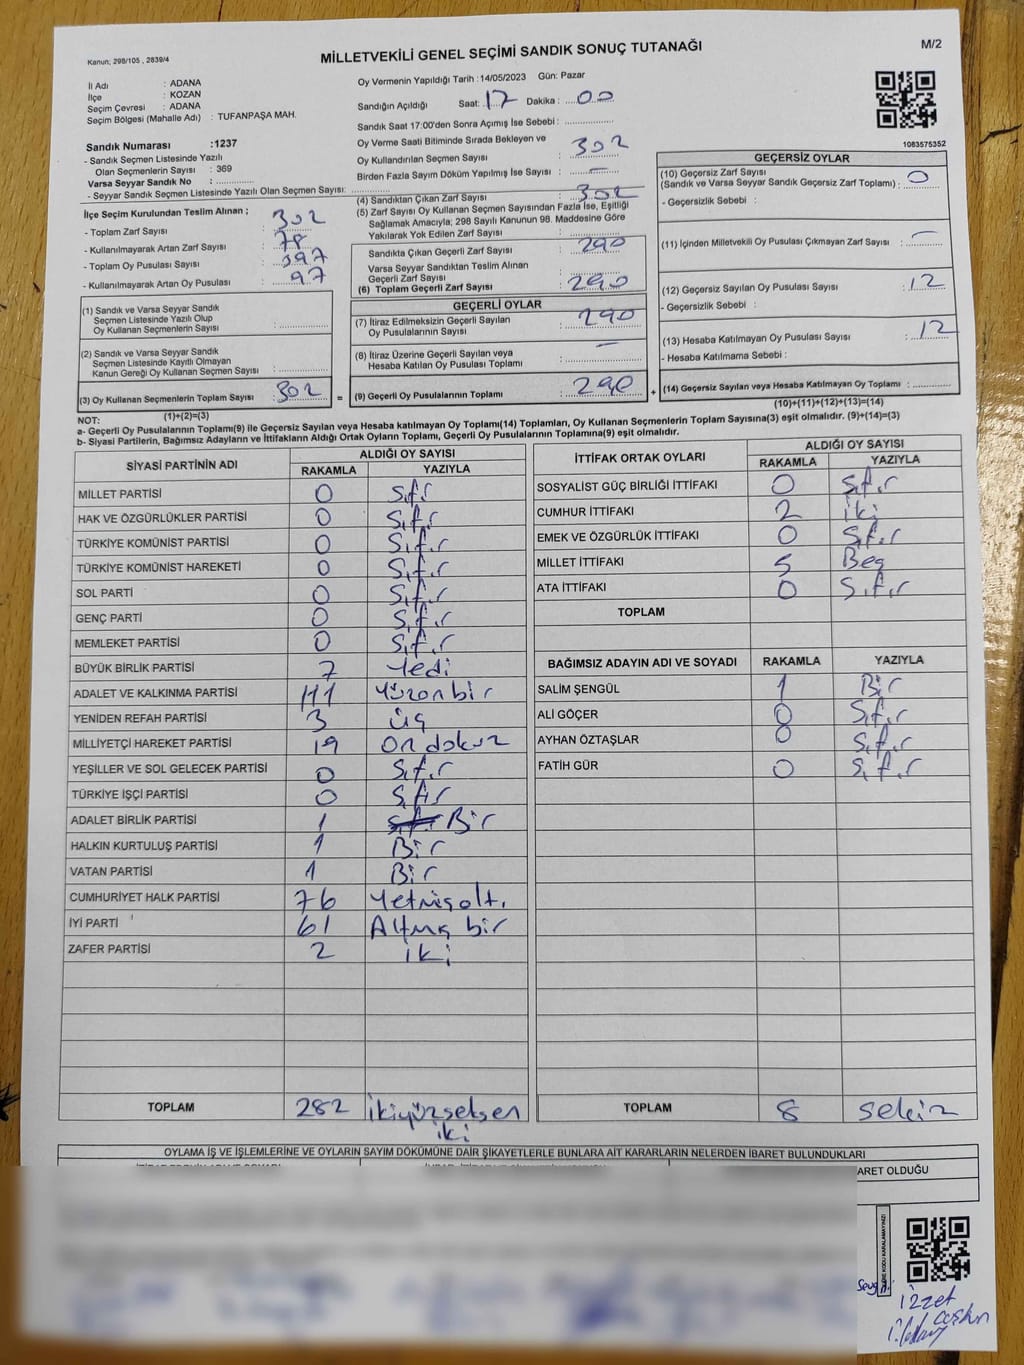 Kanun; 298/105 , 2839/4
MİLLETVEKİLİ GENEL SEÇİMİ SANDIK SONUÇ TUTANAĞI
M/2
İl Adı : ADANA
İlçe : KOZAN
Seçim Çevresi : ADANA
Seçim Bölgesi (Mahalle Adı) : TUFANPAŞA MAH.
Sandık Numarası :1237
- Sandık Seçmen Listesinde Yazılı
Olan Seçmenlerin Sayısı : 369
Varsa Seyyar Sandık No :
- Seyyar Sandık Seçmen Listesinde Yazılı Olan Seçmen Sayısı:
Oy Vermenin Yapıldığı Tarih :14/05/2023 Gün: Pazar
Sandığın Açıldığı Saat: 17 Dakika : 00
Sandık Saat 17:00'den Sonra Açımış İse Sebebi :
Oy Verme Saati Bitiminde Sırada Bekleyen ve
Oy Kullandırılan Seçmen Sayısı : 302
Birden Fazla Sayım Döküm Yapılmış İse Sayısı : —
1083575352
İlçe Seçim Kurulundan Teslim Alınan ;
- Toplam Zarf Sayısı : 302
- Kullanılmayarak Artan Zarf Sayısı : 78
- Toplam Oy Pusulası Sayısı : 397
- Kullanılmayarak Artan Oy Pusulası : 97
(1) Sandık ve Varsa Seyyar Sandık
Seçmen Listesinde Yazılı Olup
Oy Kullanan Seçmenlerin Sayısı :
(2) Sandık ve Varsa Seyyar Sandık
Seçmen Listesinde Kayıtlı Olmayan
Kanun Gereği Oy Kullanan Seçmen Sayısı :
(3) Oy Kullanan Seçmenlerin Toplam Sayısı : 302
(1)+(2)=(3)
(4) Sandıktan Çıkan Zarf Sayısı : 302
(5) Zarf Sayısı Oy Kullanan Seçmen Sayısından Fazla İse, Eşitliği
Sağlamak Amacıyla; 298 Sayılı Kanunun 98. Maddesine Göre
Yakılarak Yok Edilen Zarf Sayısı :
Sandıkta Çıkan Geçerli Zarf Sayısı : 290
Varsa Seyyar Sandıktan Teslim Alınan
Geçerli Zarf Sayısı :
(6) Toplam Geçerli Zarf Sayısı : 290
GEÇERLİ OYLAR
(7) İtiraz Edilmeksizin Geçerli Sayılan
Oy Pusulalarının Sayısı : 290
(8) İtiraz Üzerine Geçerli Sayılan veya
Hesaba Katılan Oy Pusulası Toplamı : —
= (9) Geçerli Oy Pusulalarının Toplamı : 290 +
GEÇERSİZ OYLAR
(10) Geçersiz Zarf Sayısı
(Sandık ve Varsa Seyyar Sandık Geçersiz Zarf Toplamı) : 0
- Geçersizlik Sebebi :
(11) İçinden Milletvekili Oy Pusulası Çıkmayan Zarf Sayısı : —
(12) Geçersiz Sayılan Oy Pusulası Sayısı : 12
- Geçersizlik Sebebi :
(13) Hesaba Katılmayan Oy Pusulası Sayısı : 12
- Hesaba Katılmama Sebebi :
(14) Geçersiz Sayılan veya Hesaba Katılmayan Oy Toplamı :
(10)+(11)+(12)+(13)=(14)
NOT:
a- Geçerli Oy Pusulalarının Toplamı(9) ile Geçersiz Sayılan veya Hesaba katılmayan Oy Toplamı(14) Toplamları, Oy Kullanan Seçmenlerin Toplam Sayısına(3) eşit olmalıdır. (9)+(14)=(3)
b- Siyasi Partilerin, Bağımsız Adayların ve İttifakların Aldığı Ortak Oyların Toplamı, Geçerli Oy Pusulalarının Toplamına(9) eşit olmalıdır.
SİYASİ PARTİNİN ADI ALDIĞI OY SAYISI
RAKAMLA YAZIYLA
MİLLET PARTİSİ 0 Sıfır
HAK VE ÖZGÜRLÜKLER PARTİSİ 0 Sıfır
TÜRKİYE KOMÜNİST PARTİSİ 0 Sıfır
TÜRKİYE KOMÜNİST HAREKETİ 0 Sıfır
SOL PARTİ 0 Sıfır
GENÇ PARTİ 0 Sıfır
MEMLEKET PARTİSİ 0 Sıfır
BÜYÜK BİRLİK PARTİSİ 7 Yedi
ADALET VE KALKINMA PARTİSİ 111 Yüzonbir
YENİDEN REFAH PARTİSİ 3 üç
MİLLİYETÇİ HAREKET PARTİSİ 19 On dokuz
YEŞİLLER VE SOL GELECEK PARTİSİ 0 Sıfır
TÜRKİYE İŞÇİ PARTİSİ 0 Sıfır
ADALET BİRLİK PARTİSİ 1 Sıfır Bir
HALKIN KURTULUŞ PARTİSİ 1 Bir
VATAN PARTİSİ 1 Bir
CUMHURİYET HALK PARTİSİ 76 Yetmişaltı
İYİ PARTİ 61 Altmış bir
ZAFER PARTİSİ 2 iki
TOPLAM 282 ikiyüzseksen
iki
İTTİFAK ORTAK OYLARI ALDIĞI OY SAYISI
RAKAMLA YAZIYLA
SOSYALİST GÜÇ BİRLİĞİ İTTİFAKI 0 Sıfır
CUMHUR İTTİFAKI 2 iki
EMEK VE ÖZGÜRLÜK İTTİFAKI 0 Sıfır
MİLLET İTTİFAKI 5 Beş
ATA İTTİFAKI 0 Sıfır
TOPLAM
BAĞIMSIZ ADAYIN ADI VE SOYADI RAKAMLA YAZIYLA
SALİM ŞENGÜL 1 Bir
ALİ GÖÇER 0 Sıfır
AYHAN ÖZTAŞLAR 0 Sıfır
FATİH GÜR 0 Sıfır
TOPLAM 8 sekiz
OYLAMA İŞ VE İŞLEMLERİNE VE OYLARIN SAYIM DÖKÜMÜNE DAİR ŞİKAYETLERLE BUNLARA AİT KARARLARIN NELERDEN İBARET BULUNDUKLARI
ARET OLDUĞU
KODU KARALAMAYINIZ!
İzzet
Coşkun